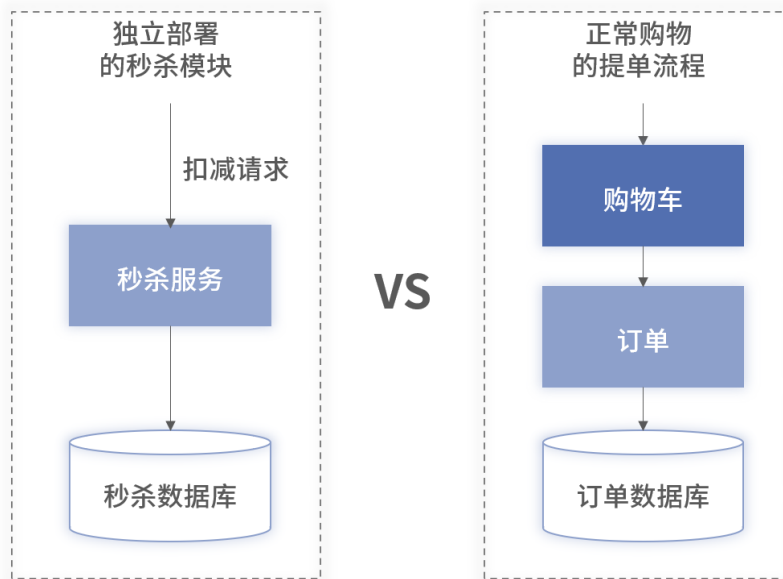 独立部署
的秒杀模块
扣减请求
秒杀服务
秒杀数据库
VS
正常购物
的提单流程
购物车
订单
订单数据库